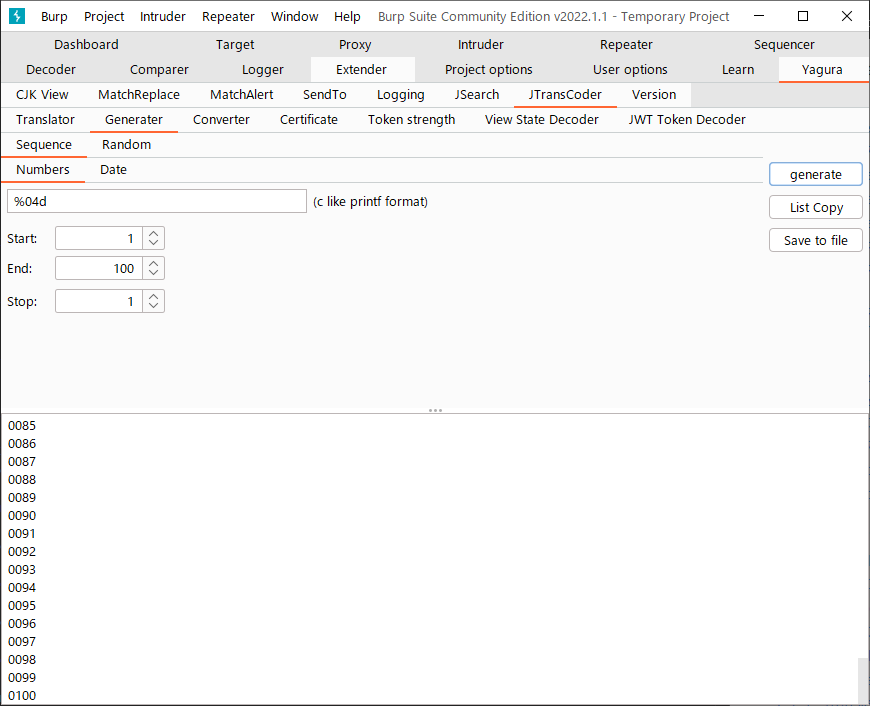 Burp Project Intruder Repeater Window Help Burp Suite Community Edition v2022.1.1 - Temporary Project
Dashboard Target Proxy Intruder Repeater Sequencer
Decoder Comparer Logger Extender Project options User options Learn Yagura
CJK View MatchReplace MatchAlert SendTo Logging JSearch JTransCoder Version
Translator Generater Converter Certificate Token strength View State Decoder JWT Token Decoder
Sequence Random
Numbers Date
generate
%04d (c like printf format)
List Copy
Start: 1
Save to file
End: 100
Stop: 1
0085
0086
0087
0088
0089
0090
0091
0092
0093
0094
0095
0096
0097
0098
0099
0100